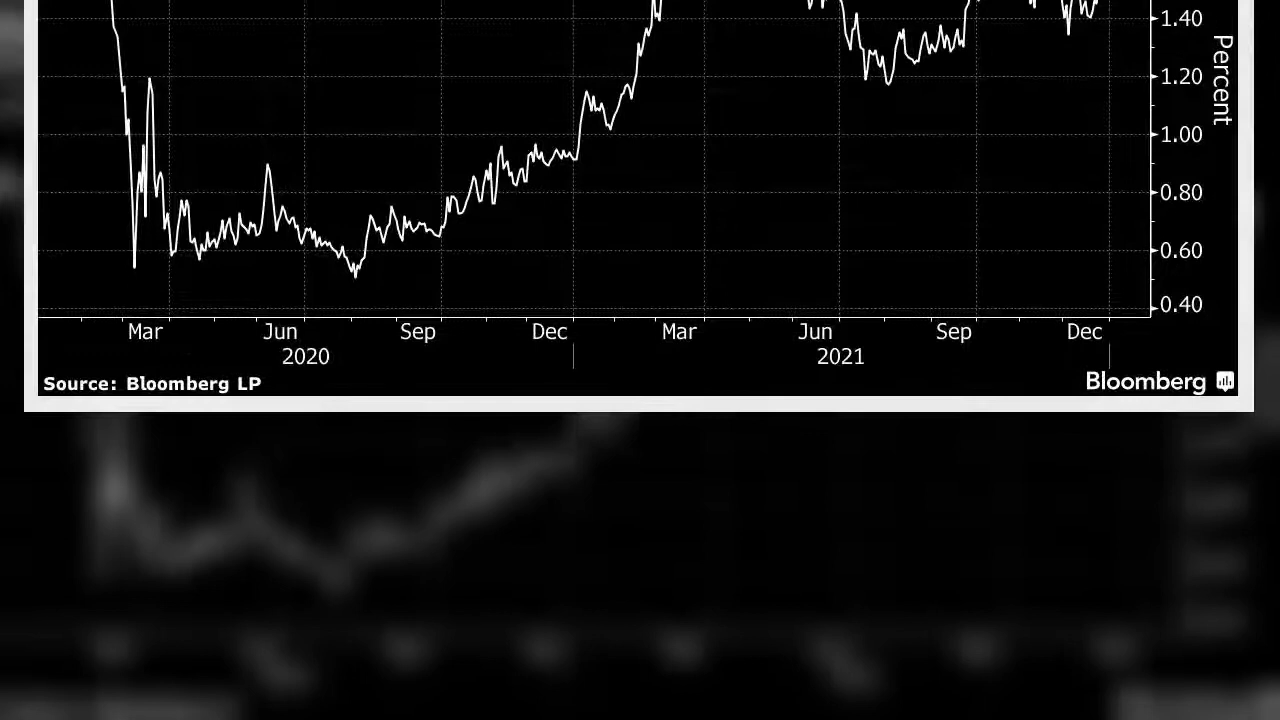 1.40
Percent
1.20
1.00
0.80
0.60
0.40
Mar Jun Sep Dec Mar Jun Sep Dec
2020 2021
Source: Bloomberg LP
Bloomberg